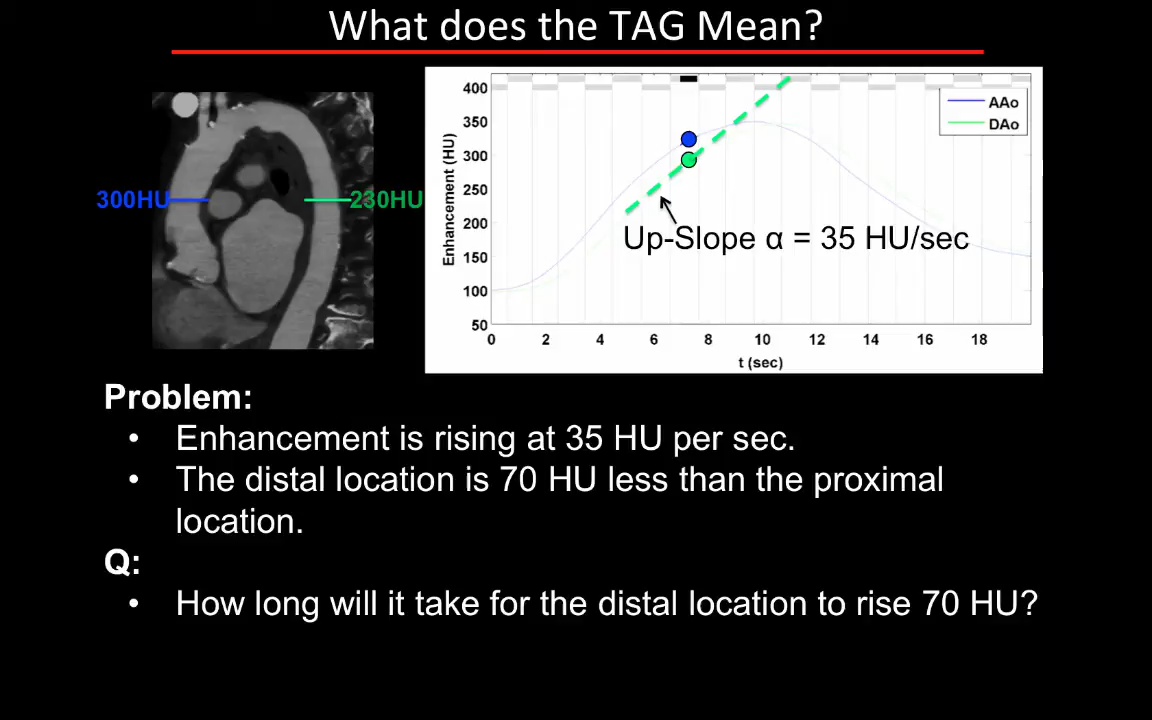 What does the TAG Mean?
300HU
230HU
Enhancement (HU)
400
350
300
250
200
150
100
50
AAo
DAo
Up-Slope α = 35 HU/sec
0 2 4 6 8 10 12 14 16 18
t (sec)
Problem:
• Enhancement is rising at 35 HU per sec.
• The distal location is 70 HU less than the proximal
location.
Q:
• How long will it take for the distal location to rise 70 HU?